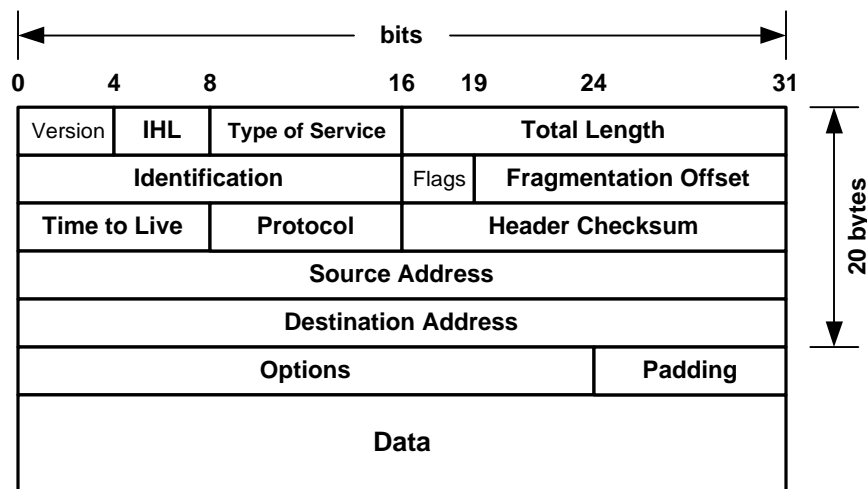 bits
0 4 8 16 19 24 31
Version IHL Type of Service Total Length
Identification Flags Fragmentation Offset
Time to Live Protocol Header Checksum
Source Address
Destination Address
20 bytes
Options Padding
Data